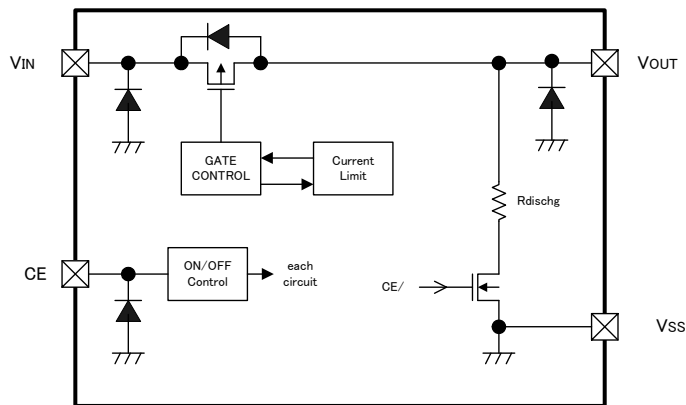 VIN
VOUT
GATE
CONTROL
Current
Limit
Rdischg
CE
ON/OFF
Control
each
circuit
CE/
VSS